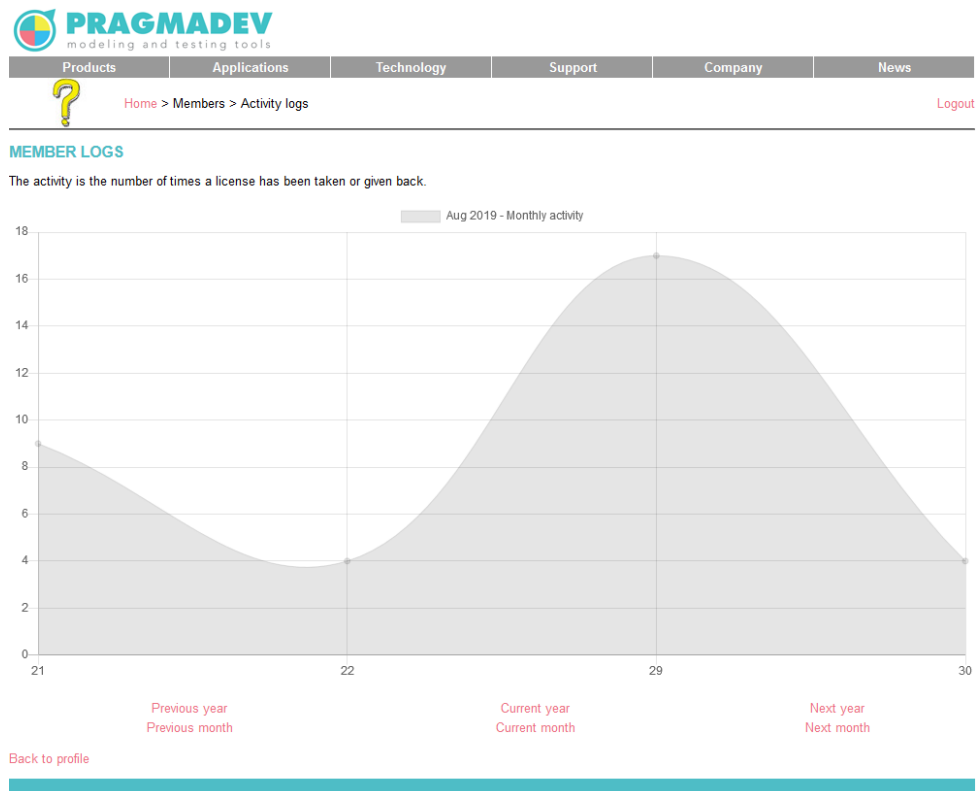 PRAGMADEV
modeling and testing tools
Products Applications Technology Support Company News
Home > Members > Activity logs Logout
MEMBER LOGS
The activity is the number of times a license has been taken or given back.
Aug 2019 - Monthly activity
18
16
14
12
10
8
6
4
2
0
21 22 29 30
Previous year Current year Next year
Previous month Current month Next month
Back to profile